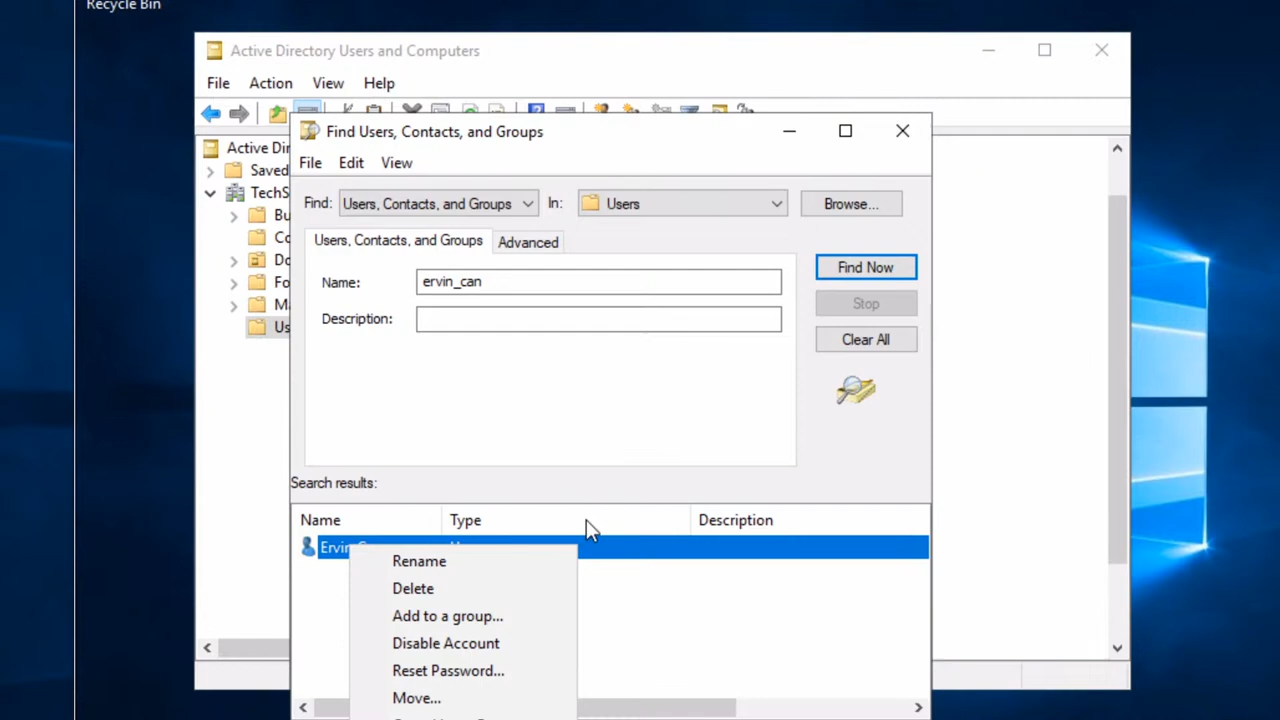 Recycle Bin
Active Directory Users and Computers
File Action View Help
Find Users, Contacts, and Groups
File Edit View
Active Dire
Saved
TechS
Bu
Co
Do
Fo
Ma
Us
Find: Users, Contacts, and Groups In: Users Browse...
Users, Contacts, and Groups Advanced
Name: ervin_can
Description:
Find Now
Stop
Clear All
Search results:
Name Type Description
Ervin
Rename
Delete
Add to a group...
Disable Account
Reset Password...
Move...